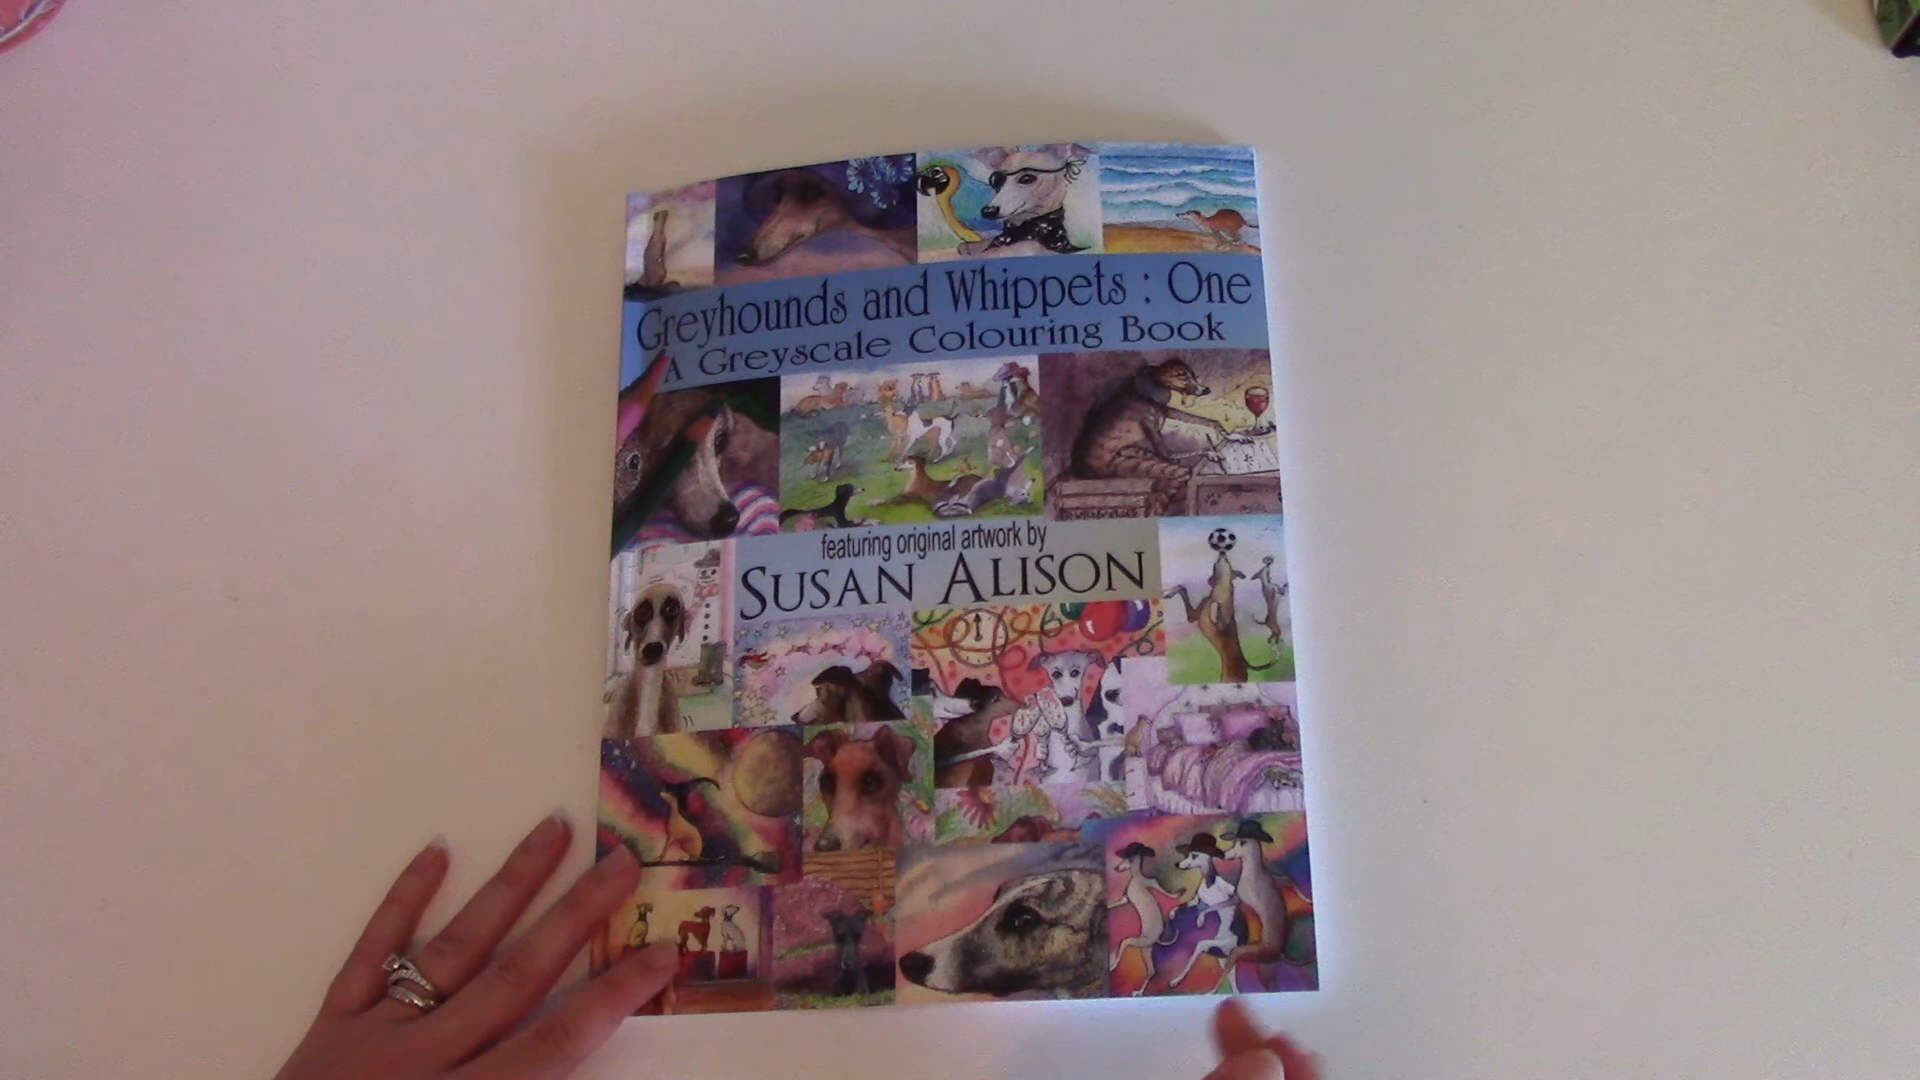 Greyhounds and Whippets : One
A Greyscale Colouring Book
featuring original artwork by
SUSAN ALISON